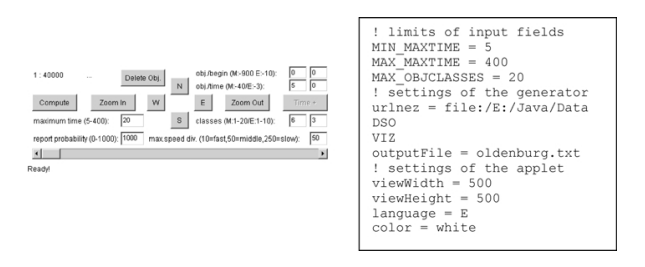 1 : 40000 ... Delete Obj. N obj./begin (M:-900 E:-10): 0 0
obj./time (M:-40/E:-3): 5 0
Compute Zoom In W E Zoom Out Time +
maximum time (5-400): 20 S classes (M:1-20/E:1-10): 6 3
report probability (0-1000): 1000 max.speed div. (10=fast,50=middle,250=slow): 50
Ready!
! limits of input fields
MIN_MAXTIME = 5
MAX_MAXTIME = 400
MAX_OBJCLASSES = 20
! settings of the generator
urlnez = file:/E:/Java/Data
DSO
VIZ
outputFile = oldenburg.txt
! settings of the applet
viewWidth = 500
viewHeight = 500
language = E
color = white